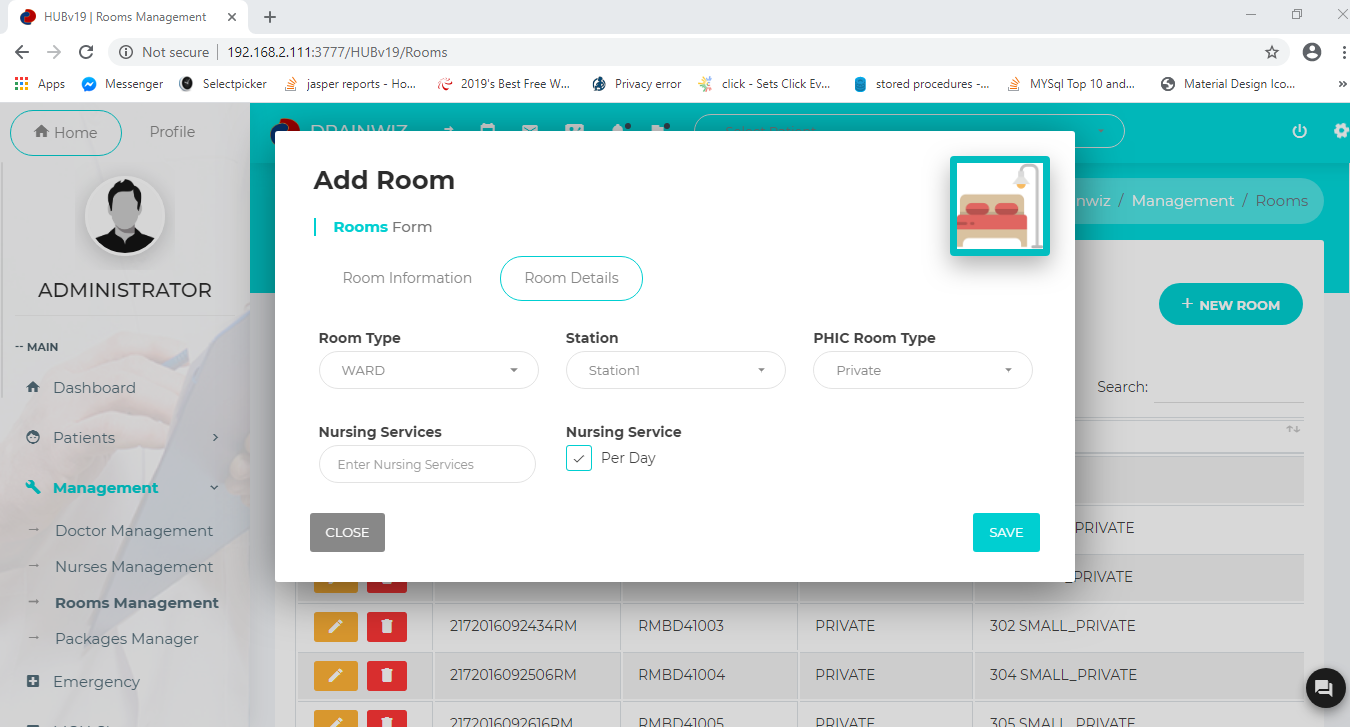 HUBv19 | Rooms Management
Not secure | 192.168.2.111:3777/HUBv19/Rooms
Apps Messenger Selectpicker jasper reports - Ho... 2019's Best Free W... Privacy error click - Sets Click Ev... stored procedures -... MYSql Top 10 and... Material Design Ico... »
Home Profile
ADMINISTRATOR
-- MAIN
Dashboard
Patients
Management
Doctor Management
Nurses Management
Rooms Management
Packages Manager
Emergency
nwiz / Management / Rooms
+ NEW ROOM
Search:
Add Room
Rooms Form
Room Information Room Details
Room Type Station PHIC Room Type
WARD Station1 Private
Nursing Services Nursing Service
Enter Nursing Services Per Day
CLOSE SAVE
_PRIVATE
_PRIVATE
2172016092434RM RMBD41003 PRIVATE 302 SMALL_PRIVATE
2172016092506RM RMBD41004 PRIVATE 304 SMALL_PRIVATE
2172016092616RM RMBD41005 PRIVATE 305 SMALL_PRIVATE